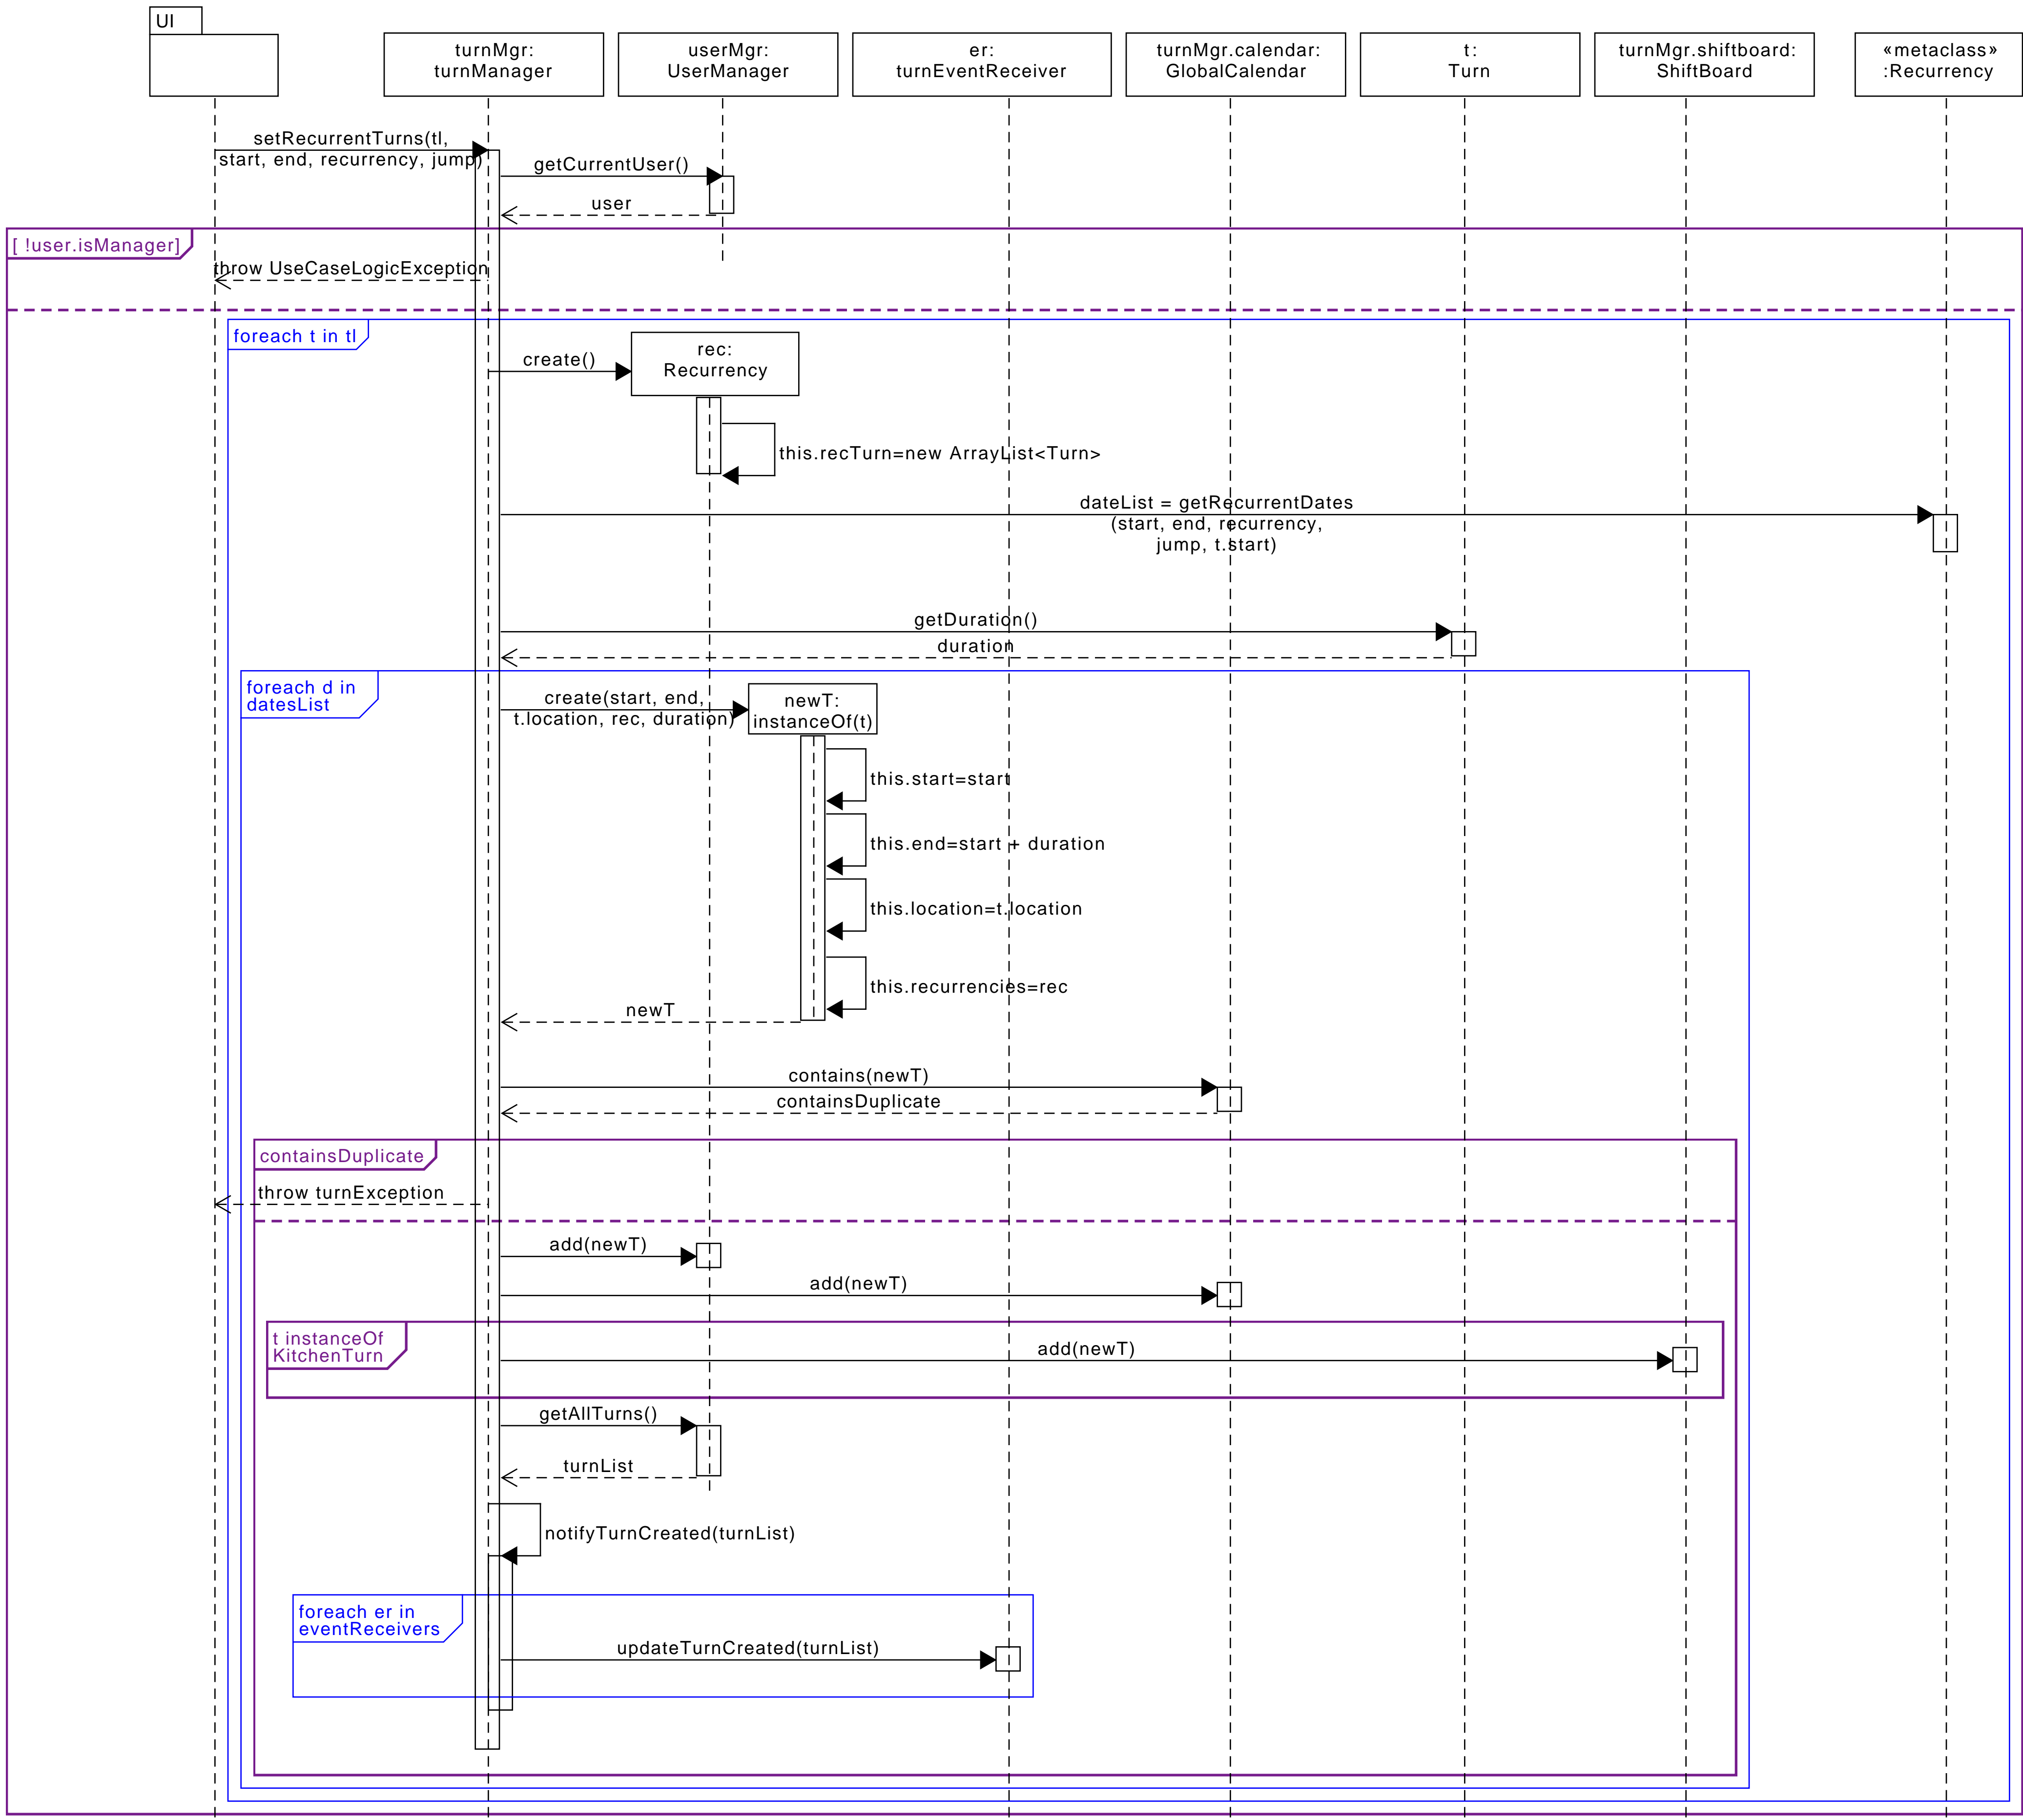 UI
turnMgr:
turnManager
userMgr:
UserManager
er:
turnEventReceiver
turnMgr.calendar:
GlobalCalendar
t:
Turn
turnMgr.shiftboard:
ShiftBoard
«metaclass»
:Recurrency
setRecurrentTurns(tl,
start, end, recurrency, jump)
getCurrentUser()
user
[ !user.isManager]
throw UseCaseLogicException
foreach t in tl
rec:
Recurrency
create()
this.recTurn=new ArrayList<Turn>
dateList = getRecurrentDates
(start, end, recurrency,
jump, t.start)
getDuration()
duration
foreach d in
datesList
create(start, end,
t.location, rec, duration)
newT:
instanceOf(t)
this.start=start
this.end=start + duration
this.location=t.location
this.recurrencies=rec
newT
contains(newT)
containsDuplicate
containsDuplicate
throw turnException
add(newT)
add(newT)
t instanceOf
KitchenTurn
add(newT)
getAllTurns()
turnList
notifyTurnCreated(turnList)
foreach er in
eventReceivers
updateTurnCreated(turnList)